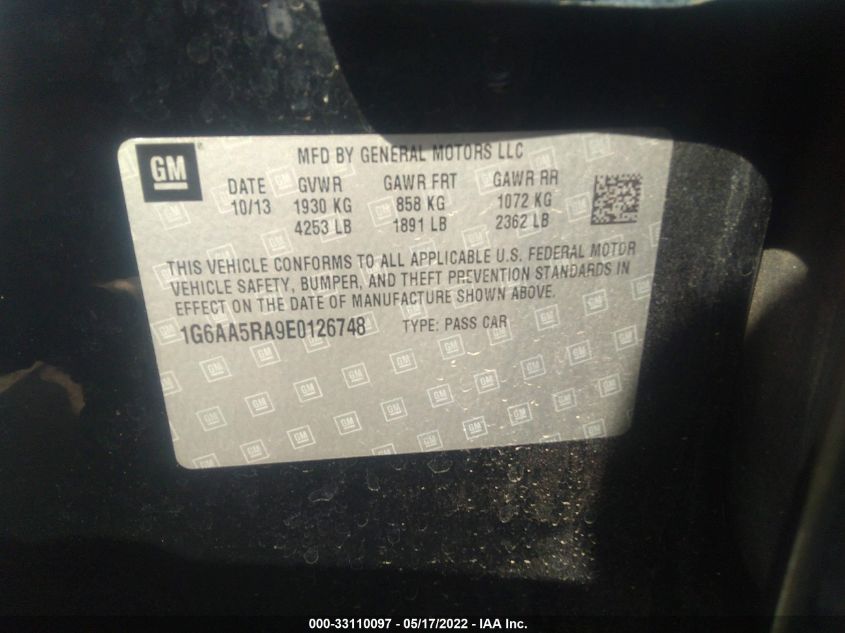 GM
MFD BY GENERAL MOTORS LLC
DATE GVWR GAWR FRT GAWR RR
10/13 1930 KG 858 KG 1072 KG
4253 LB 1891 LB 2362 LB
THIS VEHICLE CONFORMS TO ALL APPLICABLE U.S. FEDERAL MOTOR
VEHICLE SAFETY, BUMPER, AND THEFT PREVENTION STANDARDS IN
EFFECT ON THE DATE OF MANUFACTURE SHOWN ABOVE.
1G6AA5RA9E0126748 TYPE: PASS CAR
000-33110097 - 05/17/2022 - IAA Inc.